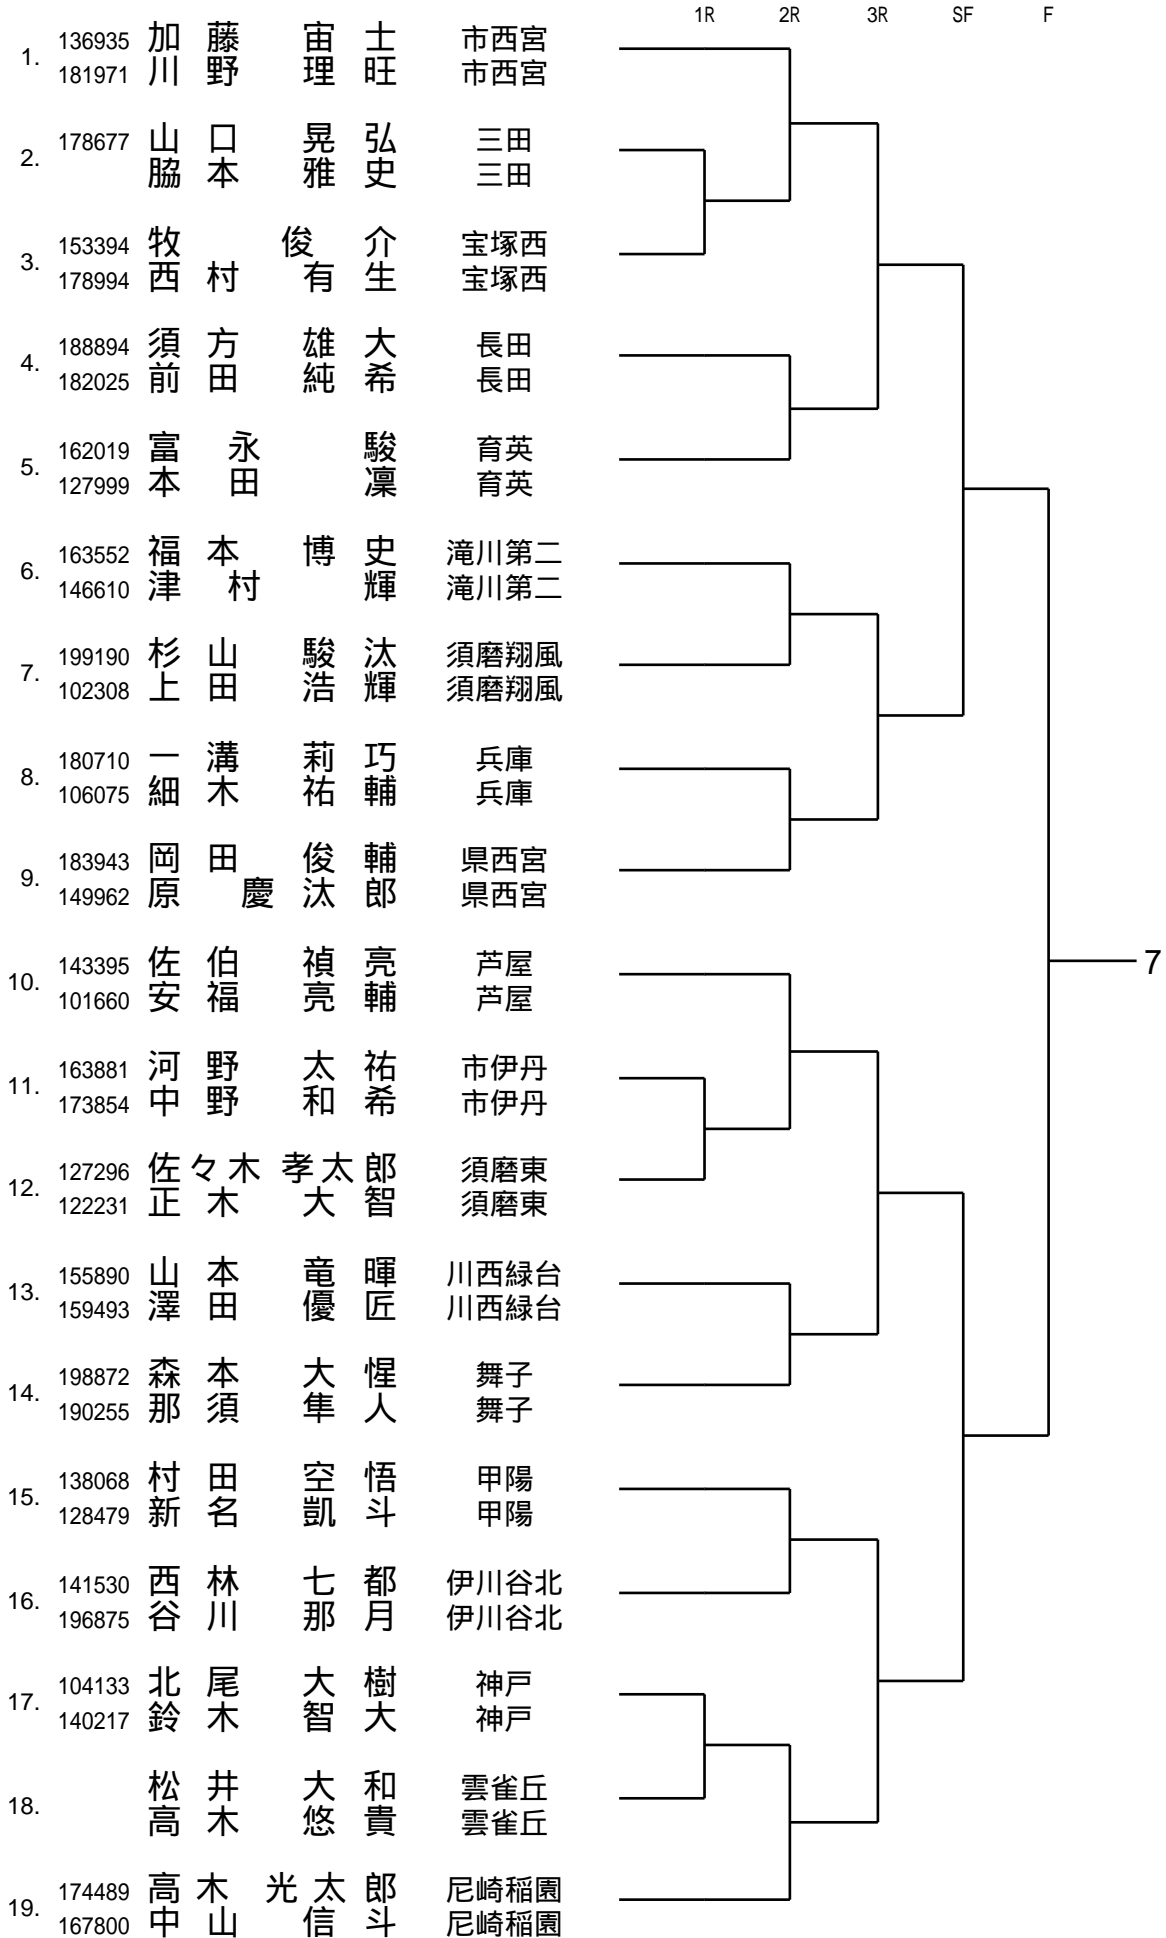 1R 2R 3R SF F
1. 136935 加藤 宙士 市西宮
181971 川野 理旺 市西宮
2. 178677 山口 晃弘 三田
脇本 雅史 三田
3. 153394 牧 俊介 宝塚西
178994 西村 有生 宝塚西
4. 188894 須方 雄大 長田
182025 前田 純希 長田
5. 162019 富永 駿 育英
127999 本田 凜 育英
6. 163552 福本 博史 滝川第二
146610 津村 輝 滝川第二
7. 199190 杉山 駿汰 須磨翔風
102308 上田 浩輝 須磨翔風
8. 180710 一溝 莉巧 兵庫
106075 細木 祐輔 兵庫
9. 183943 岡田 俊輔 県西宮
149962 原 慶汰郎 県西宮
10. 143395 佐伯 禎亮 芦屋
101660 安福 亮輔 芦屋
7
11. 163881 河野 太祐 市伊丹
173854 中野 和希 市伊丹
12. 127296 佐々木 孝太郎 須磨東
122231 正木 大智 須磨東
13. 155890 山本 竜暉 川西緑台
159493 澤田 優匠 川西緑台
14. 198872 森本 大惺 舞子
190255 那須 隼人 舞子
15. 138068 村田 空悟 甲陽
128479 新名 凱斗 甲陽
16. 141530 西林 七都 伊川谷北
196875 谷川 那月 伊川谷北
17. 104133 北尾 大樹 神戸
140217 鈴木 智大 神戸
18. 松井 大和 雲雀丘
高木 悠貴 雲雀丘
19. 174489 高木 光太郎 尼崎稲園
167800 中山 信斗 尼崎稲園